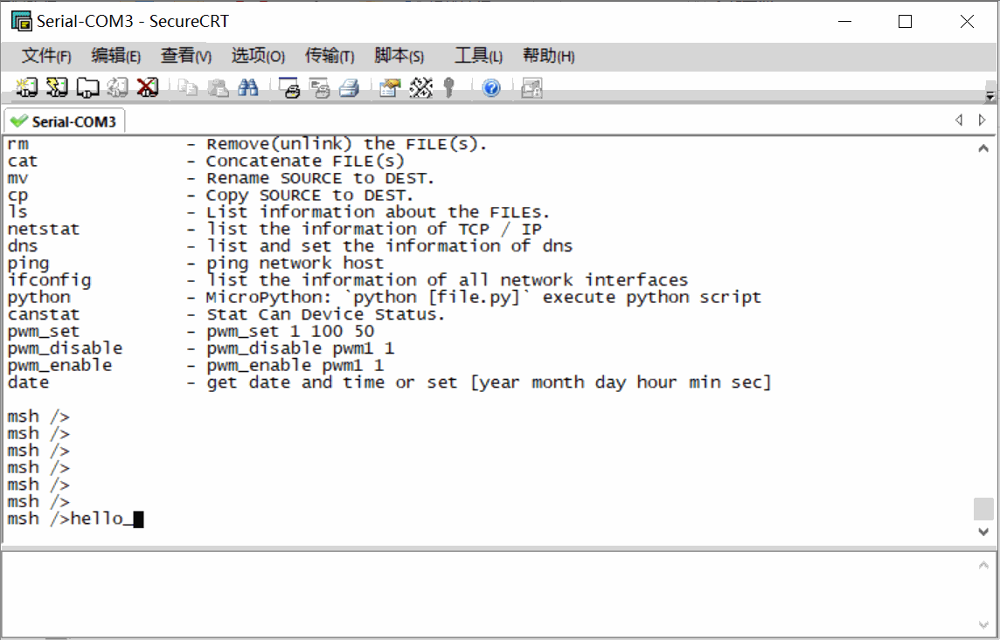 Serial-COM3 - SecureCRT
文件(F) 编辑(E) 查看(V) 选项(O) 传输(T) 脚本(S) 工具(L) 帮助(H)
Serial-COM3
rm - Remove(unlink) the FILE(s).
cat - Concatenate FILE(s)
mv - Rename SOURCE to DEST.
cp - Copy SOURCE to DEST.
ls - List information about the FILEs.
netstat - list the information of TCP / IP
dns - list and set the information of dns
ping - ping network host
ifconfig - list the information of all network interfaces
python - MicroPython: `python [file.py]` execute python script
canstat - Stat Can Device Status.
pwm_set - pwm_set 1 100 50
pwm_disable - pwm_disable pwm1 1
pwm_enable - pwm_enable pwm1 1
date - get date and time or set [year month day hour min sec]
msh />
msh />
msh />
msh />
msh />
msh />
msh />hello_